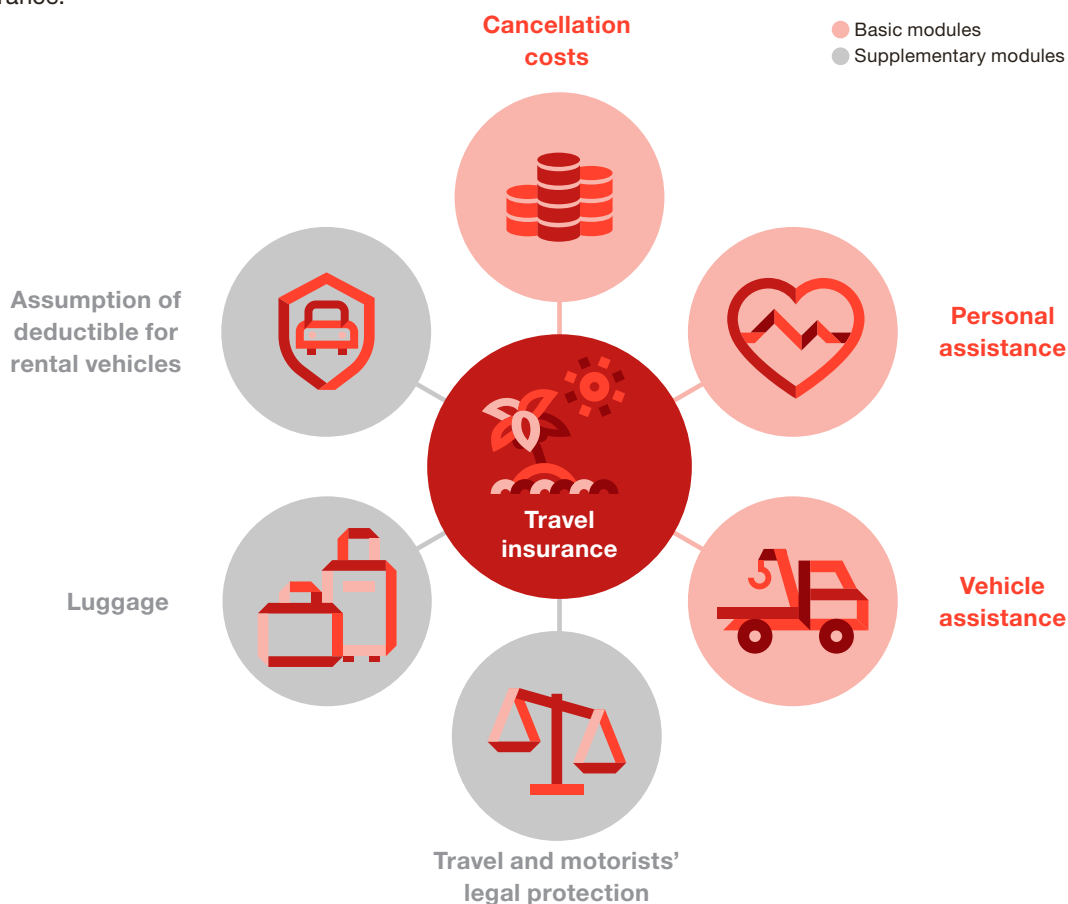 Cancellation
costs
Basic modules
Supplementary modules
Assumption of
deductible for
rental vehicles
Personal
assistance
Travel
insurance
Luggage
Vehicle
assistance
Travel and motorists’
legal protection